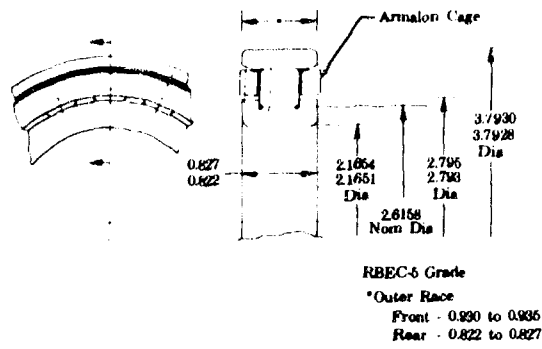 Armalon Cage
0.827
0.822
2.1654
2.1651
Dia
2.6158
Nom Dia
2.795
2.793
Dia
3.7930
3.7928
Dia
RBEC-5 Grade
*Outer Race
Front - 0.930 to 0.935
Rear - 0.822 to 0.827